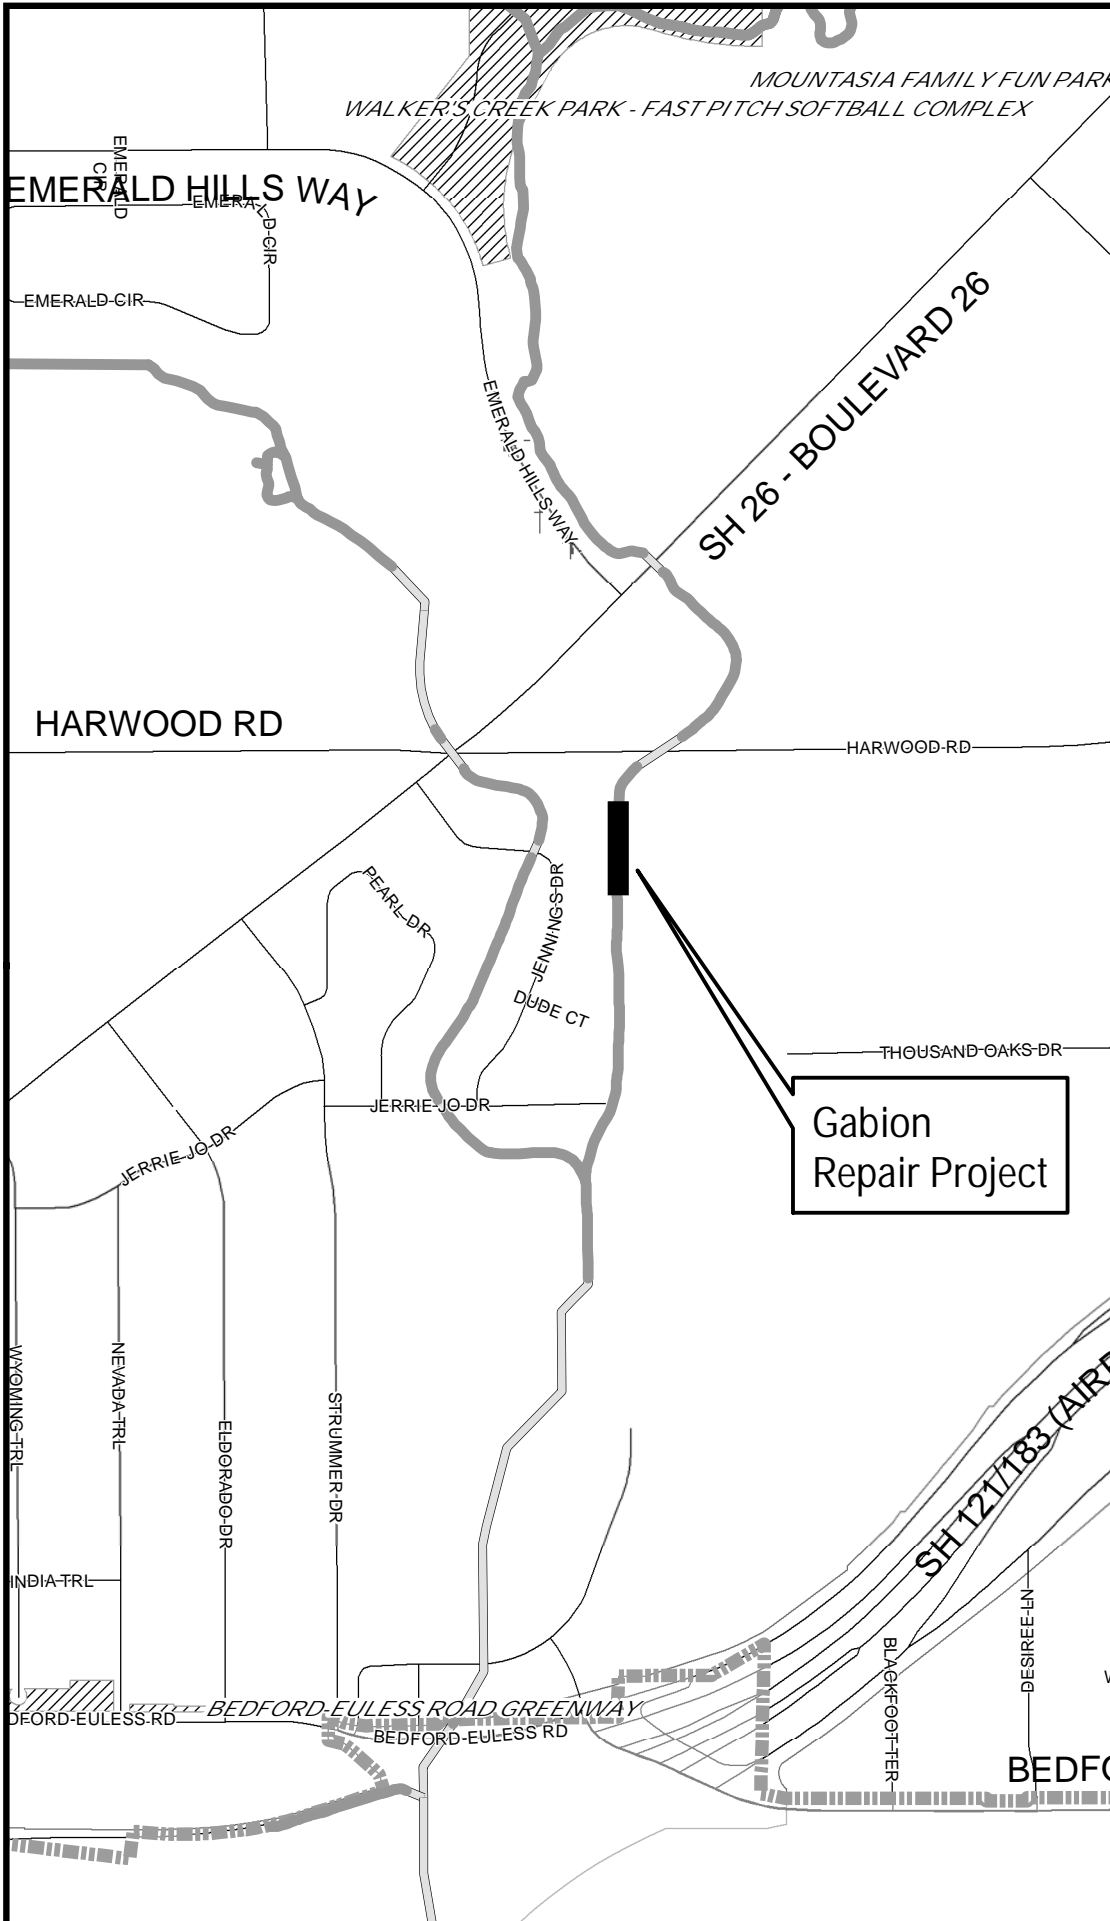 MOUNTASIA FAMILY FUN PARK
WALKER'S CREEK PARK - FAST PITCH SOFTBALL COMPLEX
EMERALD CIR
EMERALD HILLS WAY
EMERALD CIR
EMERALD CIR
SH 26 - BOULEVARD 26
EMERALD HILLS WAY
HARWOOD RD
HARWOOD RD
PEARL DR
JENNINGS DR
DUDE CT
THOUSAND OAKS DR
JERRIE JO DR
Gabion
Repair Project
JERRIE JO DR
WYOMING TRL
NEVADA TRL
ELDORADO DR
STRUMMER DR
SH 121/183 (AIRP
INDIA TRL
DESIREE LN
BLACKFOOT TER
BEDFORD-EULESS ROAD GREENWAY
DFORD-EULESS RD
BEDFORD-EULESS RD
BEDFO